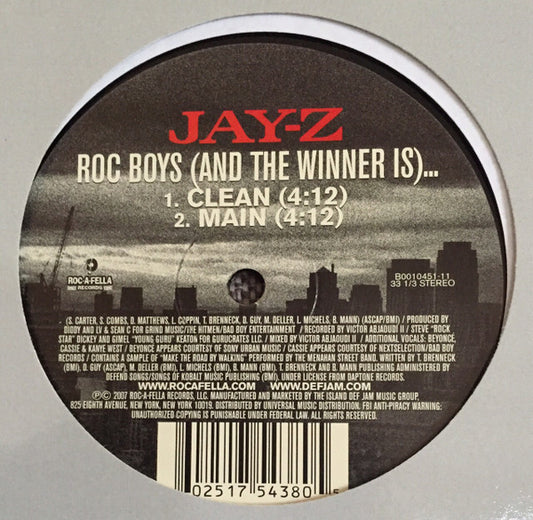 JAY-Z
ROC BOYS (AND THE WINNER IS)...
1. CLEAN (4:12)
2. MAIN (4:12)
ROC-A-FELLA
RECORDS
B0010451-11
33 1/3 STEREO
(S. CARTER, S. COMBS, D. MATTHEWS, L. COPPIN, T. BRENNECK, D. GUY, M. DELLER, L. MICHELS, B. MANN) (ASCAP/BMI) / PRODUCED BY
DIDDY AND LV & SEAN C FOR GRIND MUSIC/THE HITMEN/BAD BOY ENTERTAINMENT / RECORDED BY VICTOR ABIJAUDI II / STEVE "ROCK
STAR" DICKEY AND GIMEL "YOUNG GURU" KEATON FOR GURUCRATES LLC. / MIXED BY VICTOR ABIJAUDI II / ADDITIONAL VOCALS: BEYONCE,
CASSIE & KANYE WEST / BEYONCE APPEARS COURTESY OF SONY URBAN MUSIC / CASSIE APPEARS COURTESY OF NEXTSELECTION/BAD BOY
RECORDS / CONTAINS A SAMPLE OF "MAKE THE ROAD BY WALKING" PERFORMED BY THE MENAHAN STREET BAND. WRITTEN BY T. BRENNECK
(BMI), D. GUY (ASCAP), M. DELLER (BMI), L. MICHELS (BMI), B. MANN (BMI). T. BRENNECK AND B. MANN PUBLISHING ADMINISTERED BY
DEFEND SONGS/SONGS OF KOBALT MUSIC PUBLISHING (BMI). UNDER LICENSE FROM DAPTONE RECORDS.
WWW.ROCAFELLA.COM WWW.DEFJAM.COM
℗© 2007 ROC-A-FELLA RECORDS, LLC. MANUFACTURED AND MARKETED BY THE ISLAND DEF JAM MUSIC GROUP,
825 EIGHTH AVENUE, NEW YORK, NEW YORK 10019. DISTRIBUTED BY UNIVERSAL MUSIC DISTRIBUTION. FBI ANTI-PIRACY WARNING:
UNAUTHORIZED COPYING IS PUNISHABLE UNDER FEDERAL LAW. ALL RIGHTS RESERVED.
02517 54380